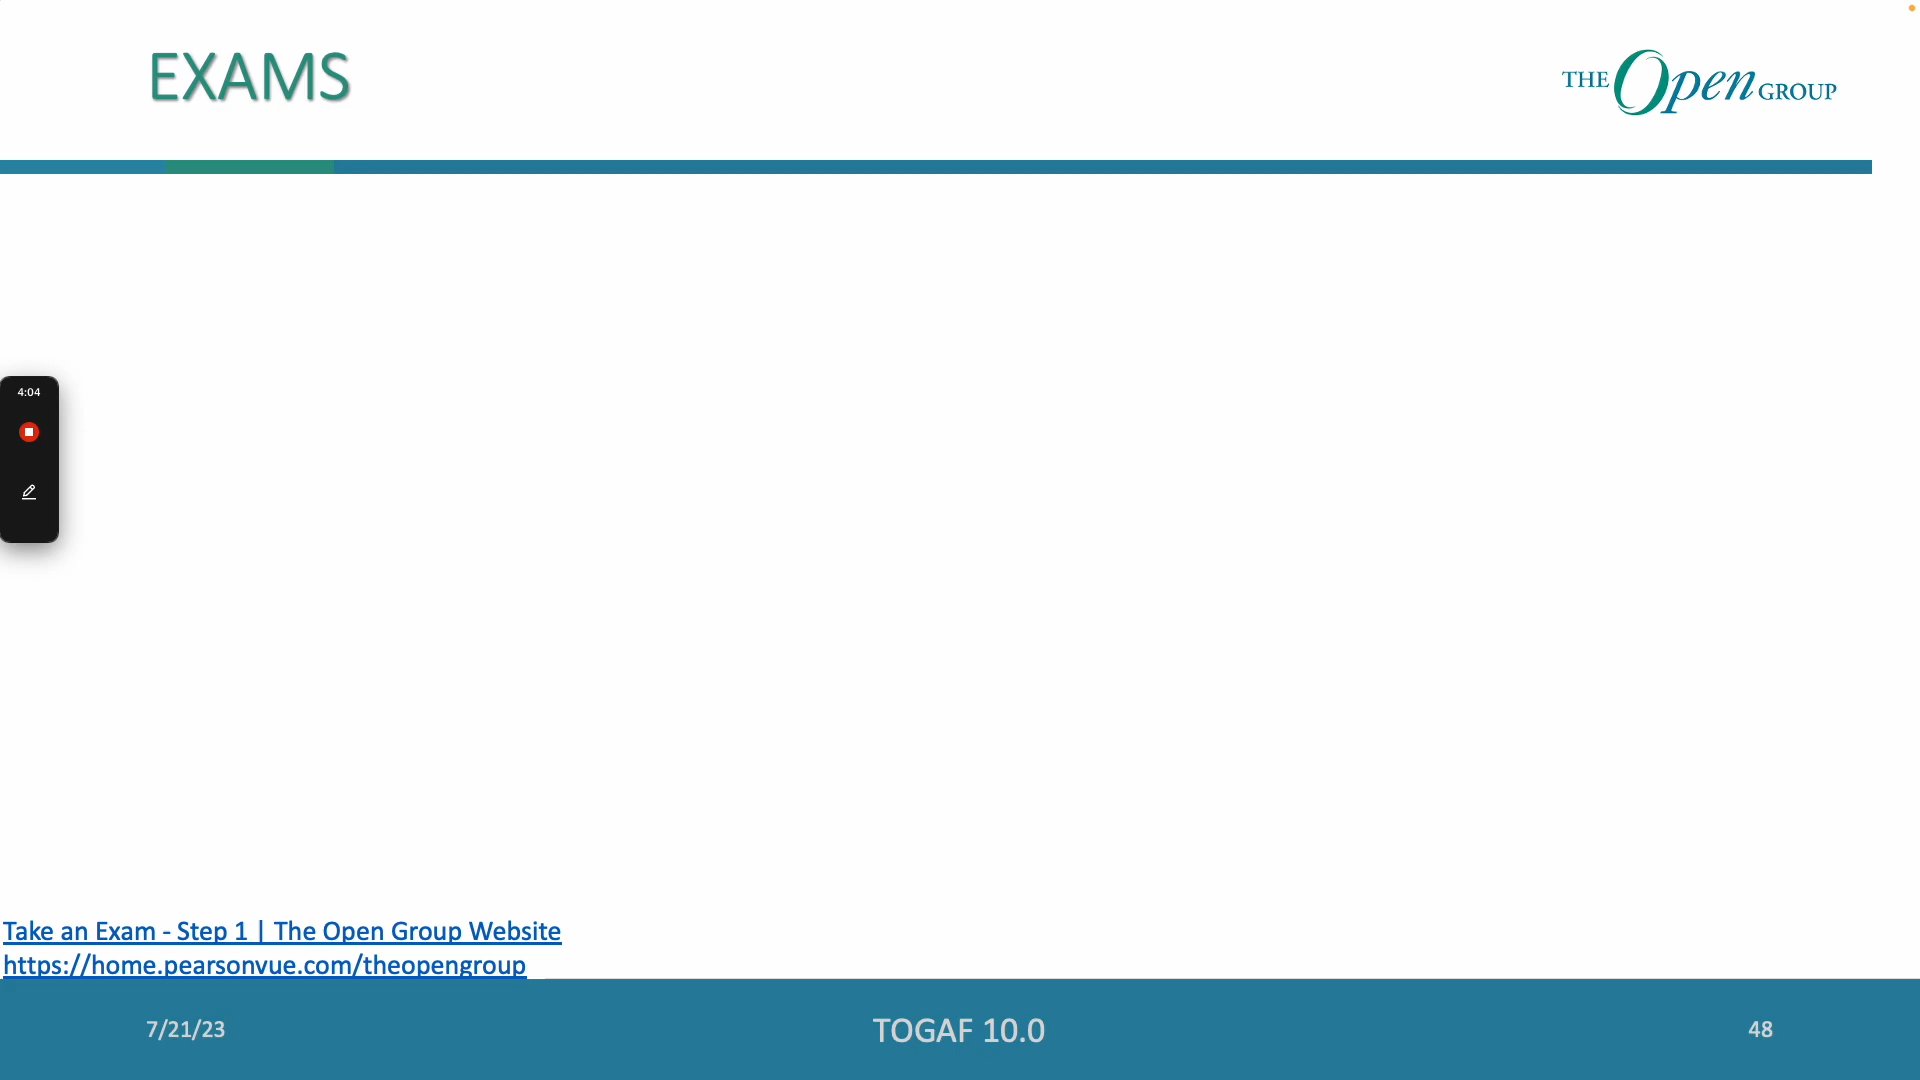 EXAMS
THE Open GROUP
4:04
Take an Exam - Step 1 | The Open Group Website
https://home.pearsonvue.com/theopengroup
7/21/23
TOGAF 10.0
48